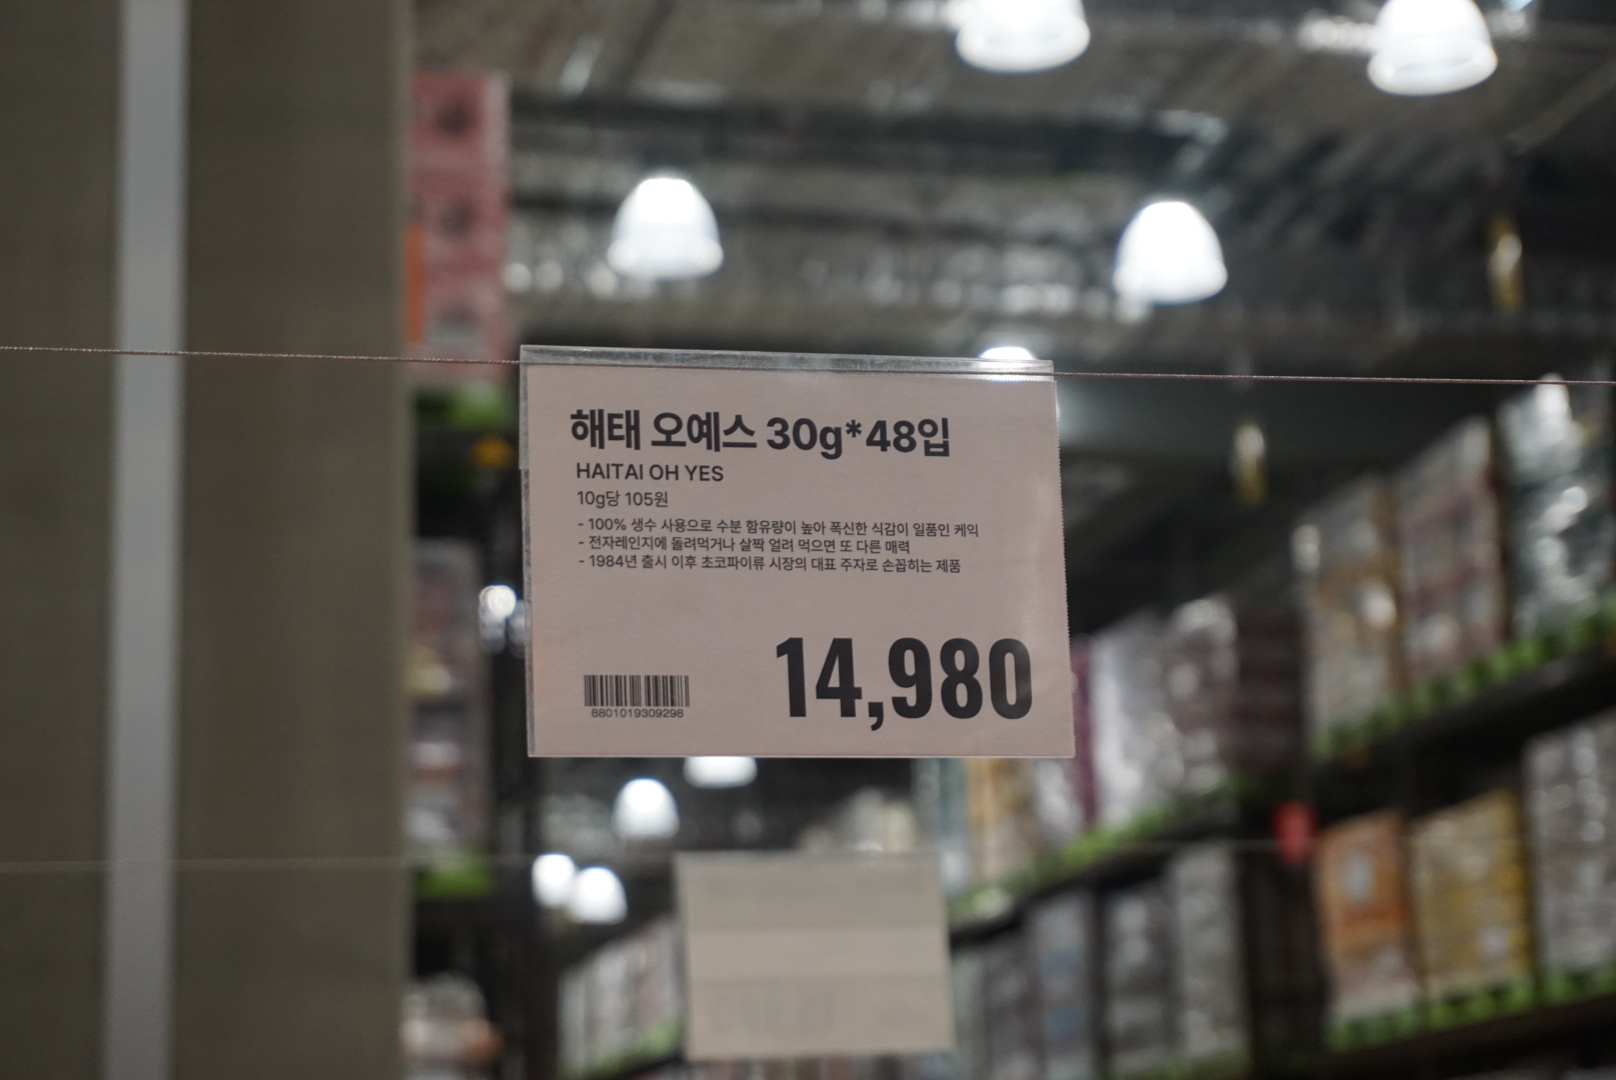 해태 오예스 30g*48입
HAITAI OH YES
10g당 105원
- 100% 생수 사용으로 수분 함유량이 높아 폭신한 식감이 일품인 케익
- 전자레인지에 돌려먹거나 살짝 얼려 먹으면 또 다른 매력
- 1984년 출시 이후 초코파이류 시장의 대표 주자로 손꼽히는 제품
14,980
8801019309298